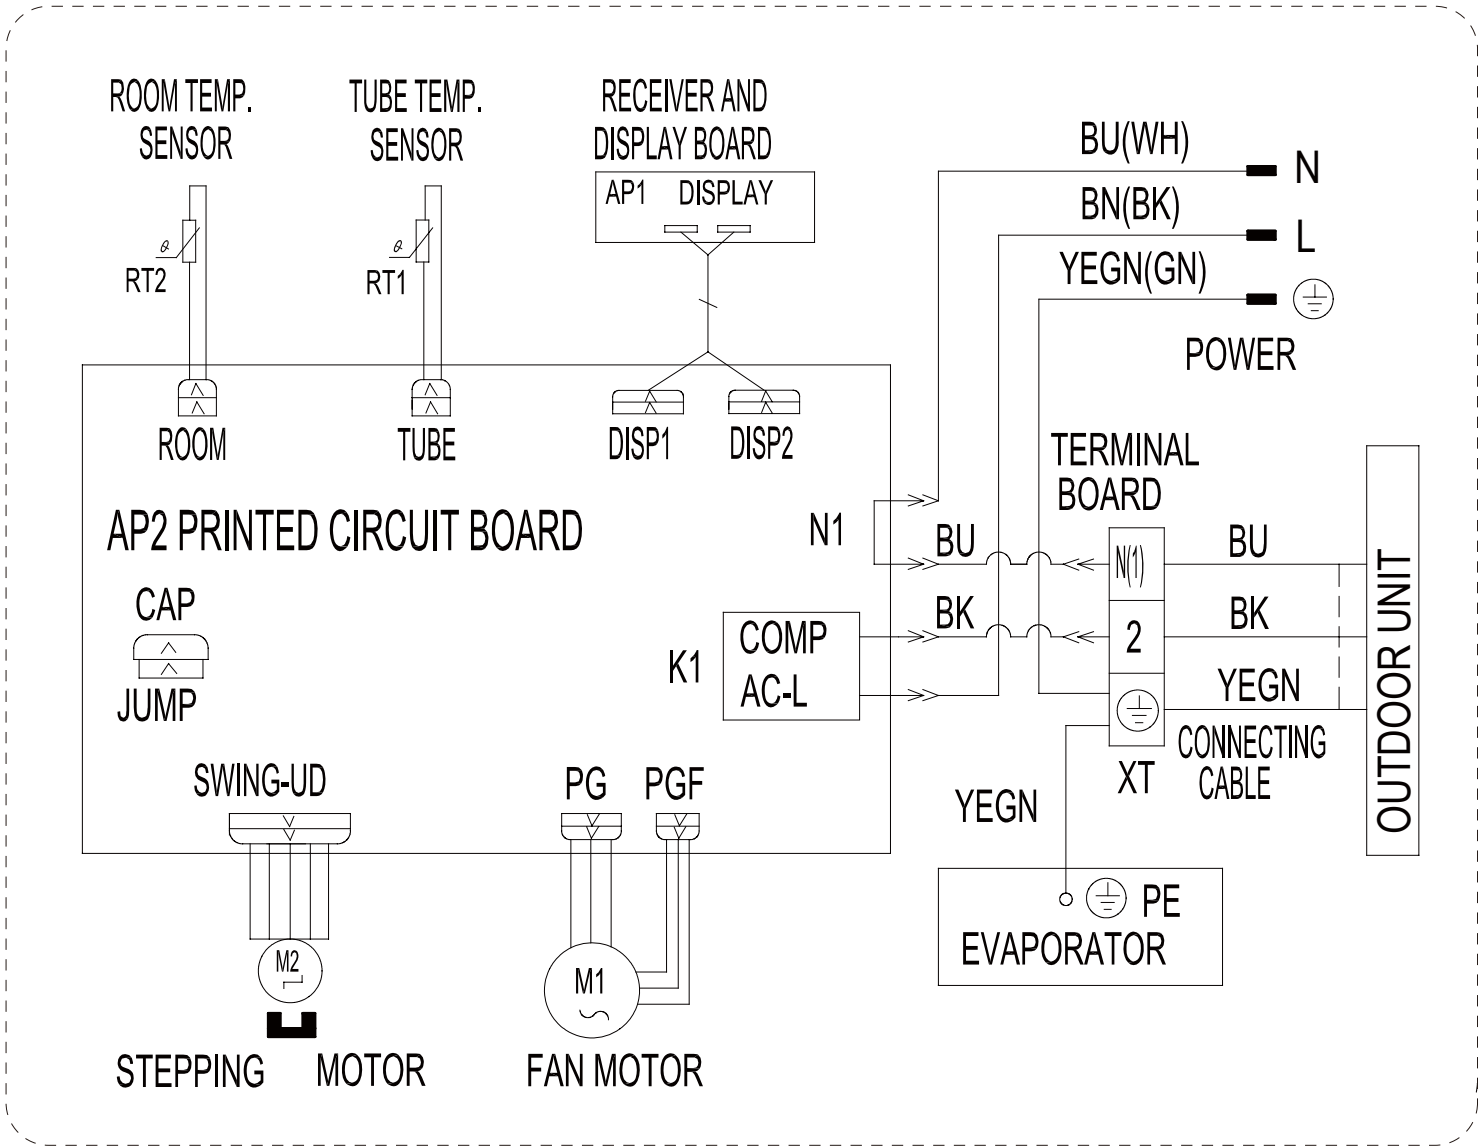 ROOM TEMP.
SENSOR
TUBE TEMP.
SENSOR
RECEIVER AND
DISPLAY BOARD
AP1 DISPLAY
θ
RT2
θ
RT1
BU(WH)
N
BN(BK)
L
YEGN(GN)
POWER
ROOM
TUBE
DISP1
DISP2
AP2 PRINTED CIRCUIT BOARD
CAP
JUMP
N1
K1
COMP
AC-L
BU
BK
TERMINAL
BOARD
N(1)
2
XT
BU
BK
YEGN
CONNECTING
CABLE
OUTDOOR UNIT
SWING-UD
PG
PGF
YEGN
PE
EVAPORATOR
M2
M1
STEPPING MOTOR
FAN MOTOR